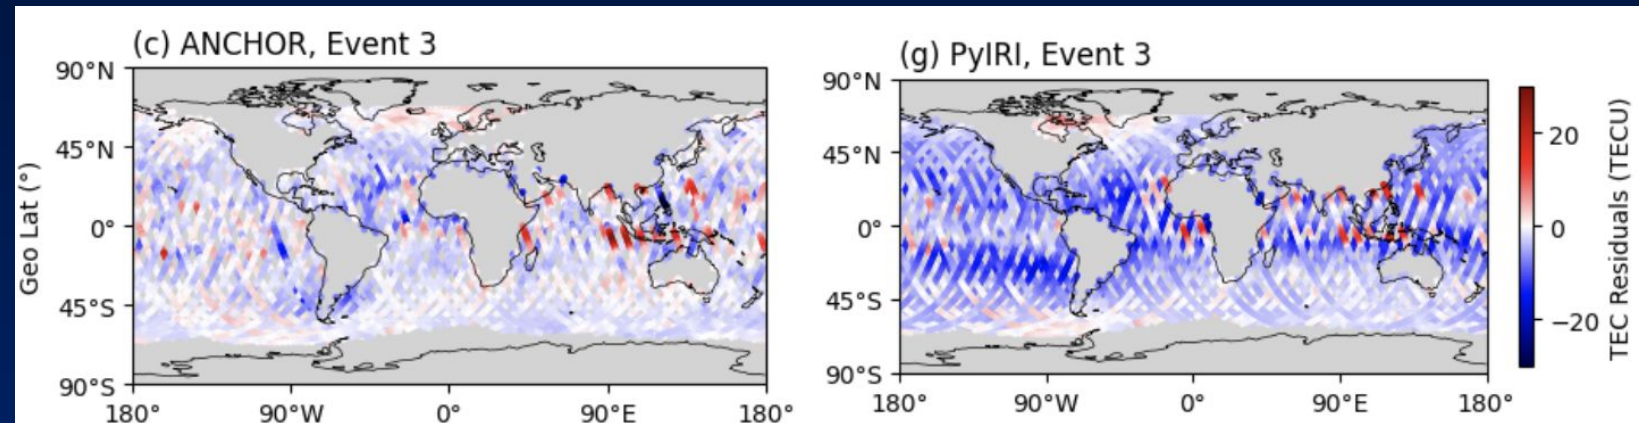 (c) ANCHOR, Event 3
90°N
45°N
0°
45°S
90°S
Geo Lat (°)
180°
90°W
0°
90°E
180°
(g) PyIRI, Event 3
90°N
45°N
0°
45°S
90°S
180°
90°W
0°
90°E
180°
20
0
−20
TEC Residuals (TECU)